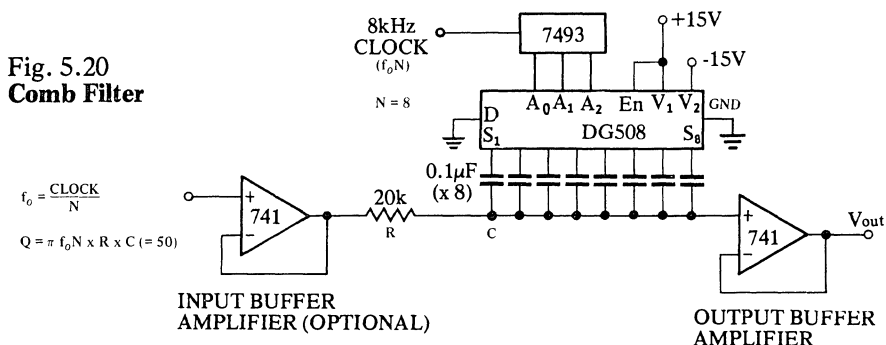 Fig. 5.20
Comb Filter
8kHz
CLOCK
(f₀N)
N = 8
7493
+15V
-15V
A₀ A₁ A₂ En V₁ V₂ GND
D
DG508
S₁
S₈
0.1µF
(x 8)
f₀ = CLOCK
N
Q = π f₀N x R x C (= 50)
+
741
−
20k
R
C
+
741
−
Vout
INPUT BUFFER
AMPLIFIER (OPTIONAL)
OUTPUT BUFFER
AMPLIFIER